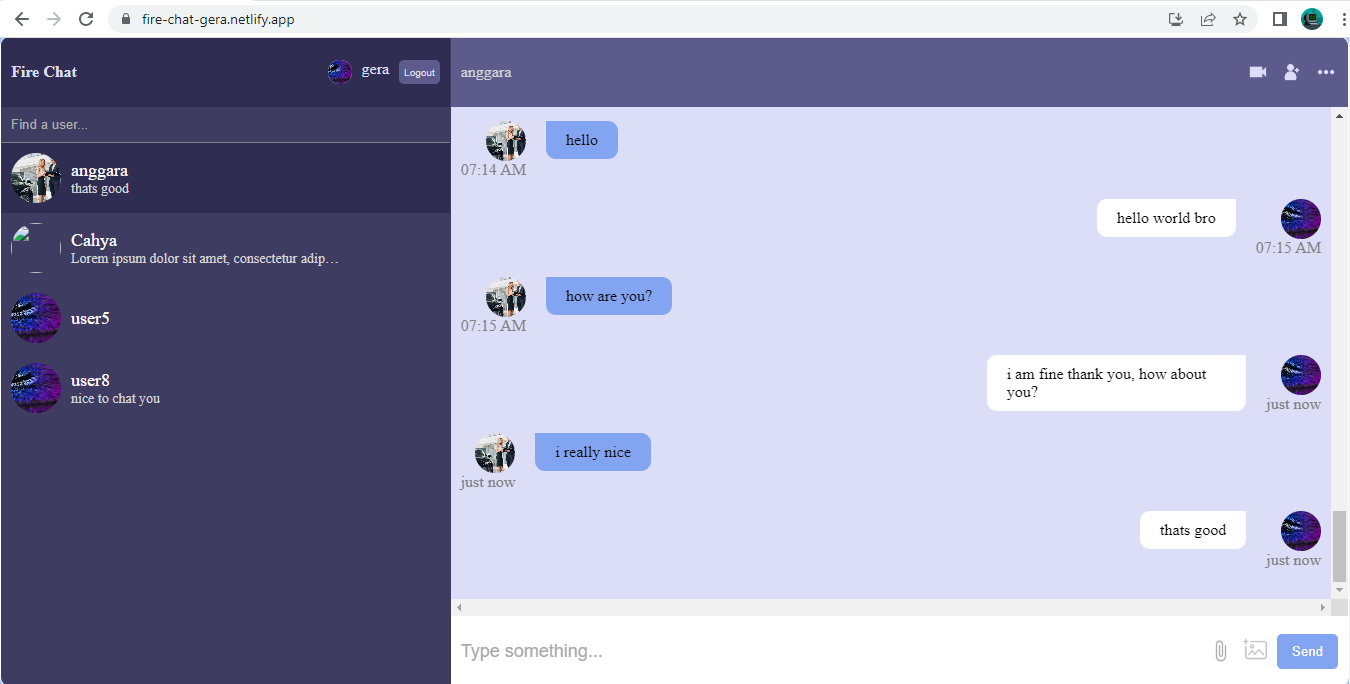 fire-chat-gera.netlify.app
Fire Chat
gera
Logout
Find a user...
anggara
thats good
Cahya
Lorem ipsum dolor sit amet, consectetur adip…
user5
user8
nice to chat you
anggara
hello
07:14 AM
hello world bro
07:15 AM
how are you?
07:15 AM
i am fine thank you, how about
you?
just now
i really nice
just now
thats good
just now
Type something...
Send